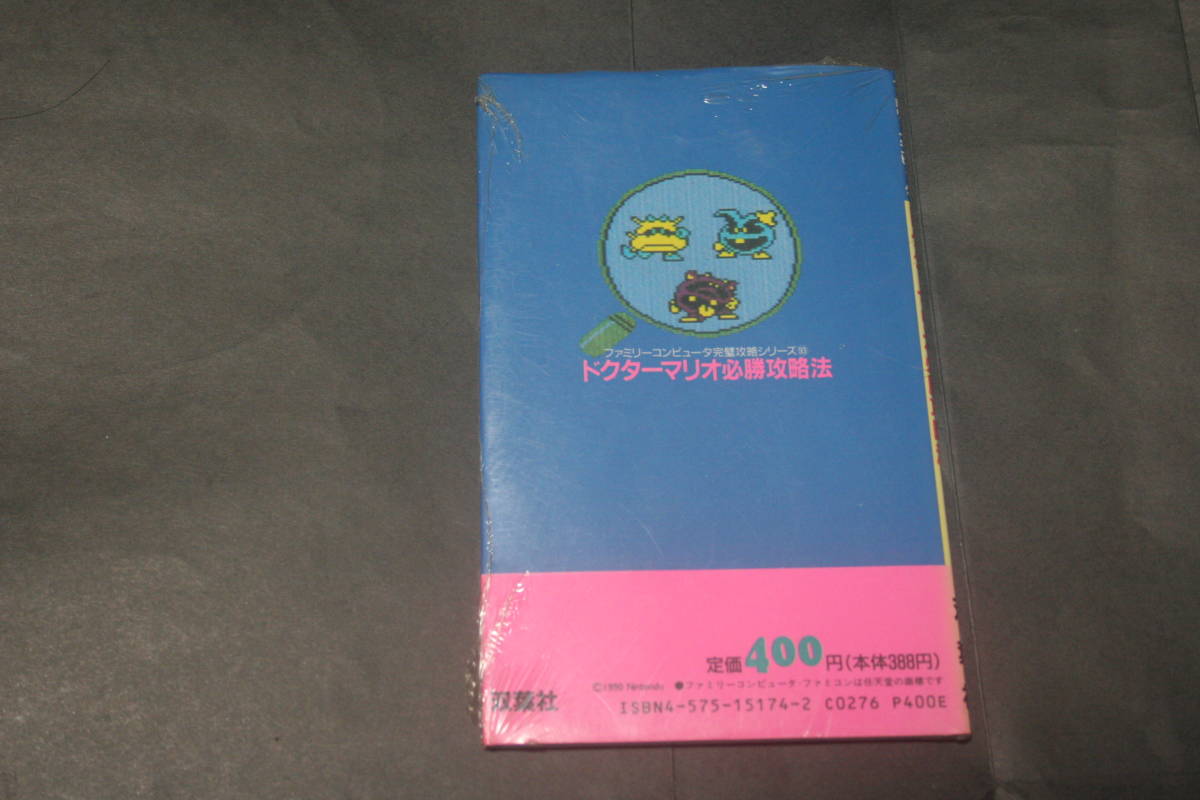 ファミリーコンピュータ完璧攻略シリーズ93
ドクターマリオ必勝攻略法
定価400円(本体388円)
©1990 Nintendo ●ファミリーコンピュータ・ファミコンは任天堂の商標です
双葉社
ISBN4-575-15174-2 C0276 P400E